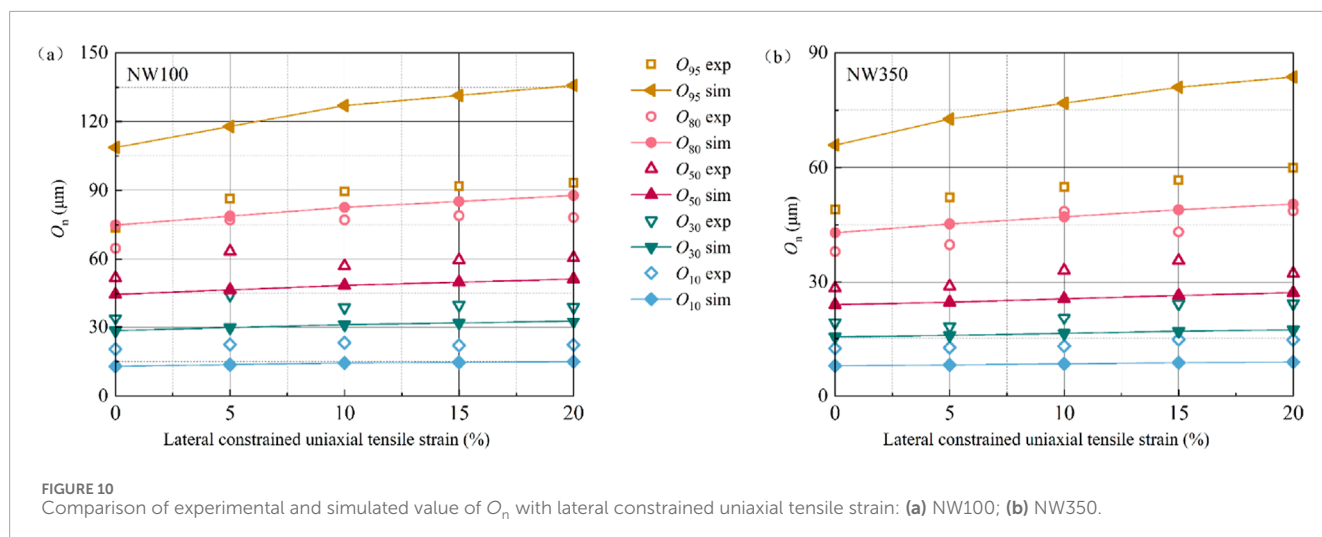 (a)
150
120
90
60
30
0
NW100
Oₙ (μm)
0 5 10 15 20
Lateral constrained uniaxial tensile strain (%)
O₉₅ exp
O₉₅ sim
O₈₀ exp
O₈₀ sim
O₅₀ exp
O₅₀ sim
O₃₀ exp
O₃₀ sim
O₁₀ exp
O₁₀ sim
(b)
90
60
30
0
NW350
Oₙ (μm)
0 5 10 15 20
Lateral constrained uniaxial tensile strain (%)
FIGURE 10
Comparison of experimental and simulated value of Oₙ with lateral constrained uniaxial tensile strain: (a) NW100; (b) NW350.